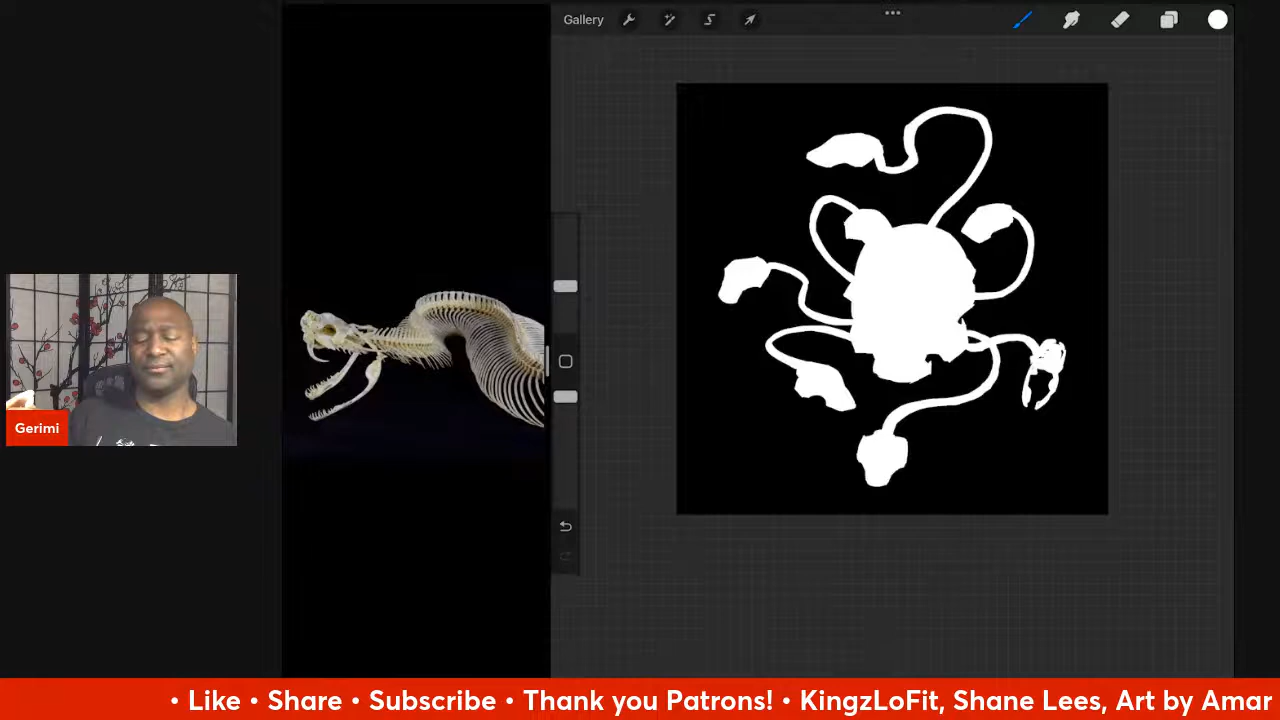 Gallery
Gerimi
• Like • Share • Subscribe • Thank you Patrons! • KingzLoFit, Shane Lees, Art by Amar